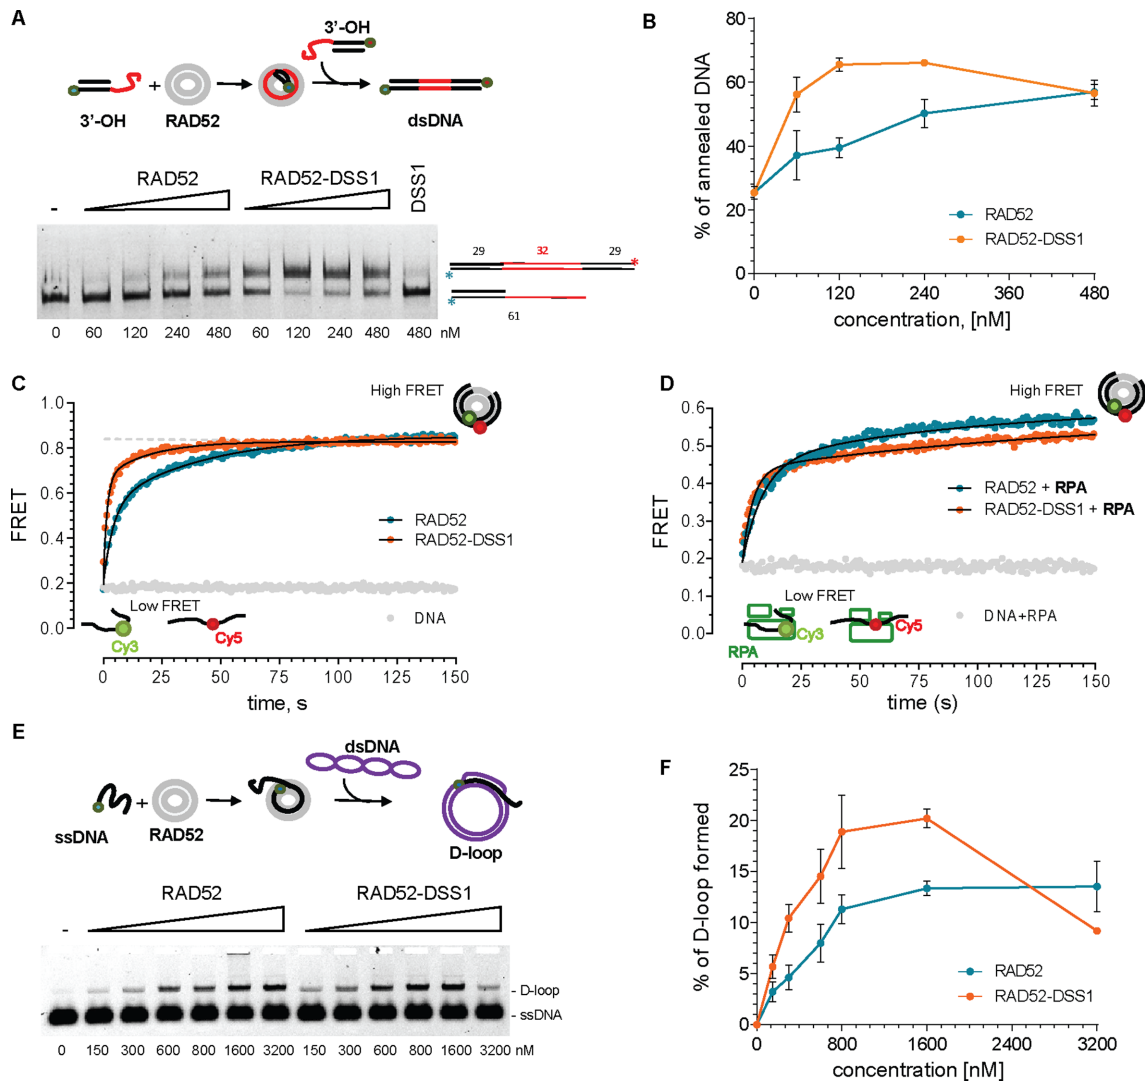 A
3'-OH
+
3'-OH
RAD52
dsDNA
-
RAD52
RAD52-DSS1
DSS1
29
32
29
*
*
*
61
0 60 120 240 480 60 120 240 480 480 nM
B
% of annealed DNA
80
60
40
20
0
RAD52
RAD52-DSS1
0 120 240 360 480
concentration, [nM]
C
High FRET
FRET
1.0
0.8
0.6
0.4
0.2
0.0
RAD52
RAD52-DSS1
Low FRET
DNA
Cy3
Cy5
0 25 50 75 100 125 150
time, s
D
High FRET
FRET
0.6
0.5
0.4
0.3
0.2
0.1
0.0
RAD52 + RPA
RAD52-DSS1 + RPA
Low FRET
DNA+RPA
Cy3
Cy5
RPA
0 25 50 75 100 125 150
time (s)
E
dsDNA
+
ssDNA
RAD52
D-loop
-
RAD52
RAD52-DSS1
- D-loop
- ssDNA
0 150 300 600 800 1600 3200 150 300 600 800 1600 3200 nM
F
% of D-loop formed
25
20
15
10
5
0
RAD52
RAD52-DSS1
0 800 1600 2400 3200
concentration [nM]